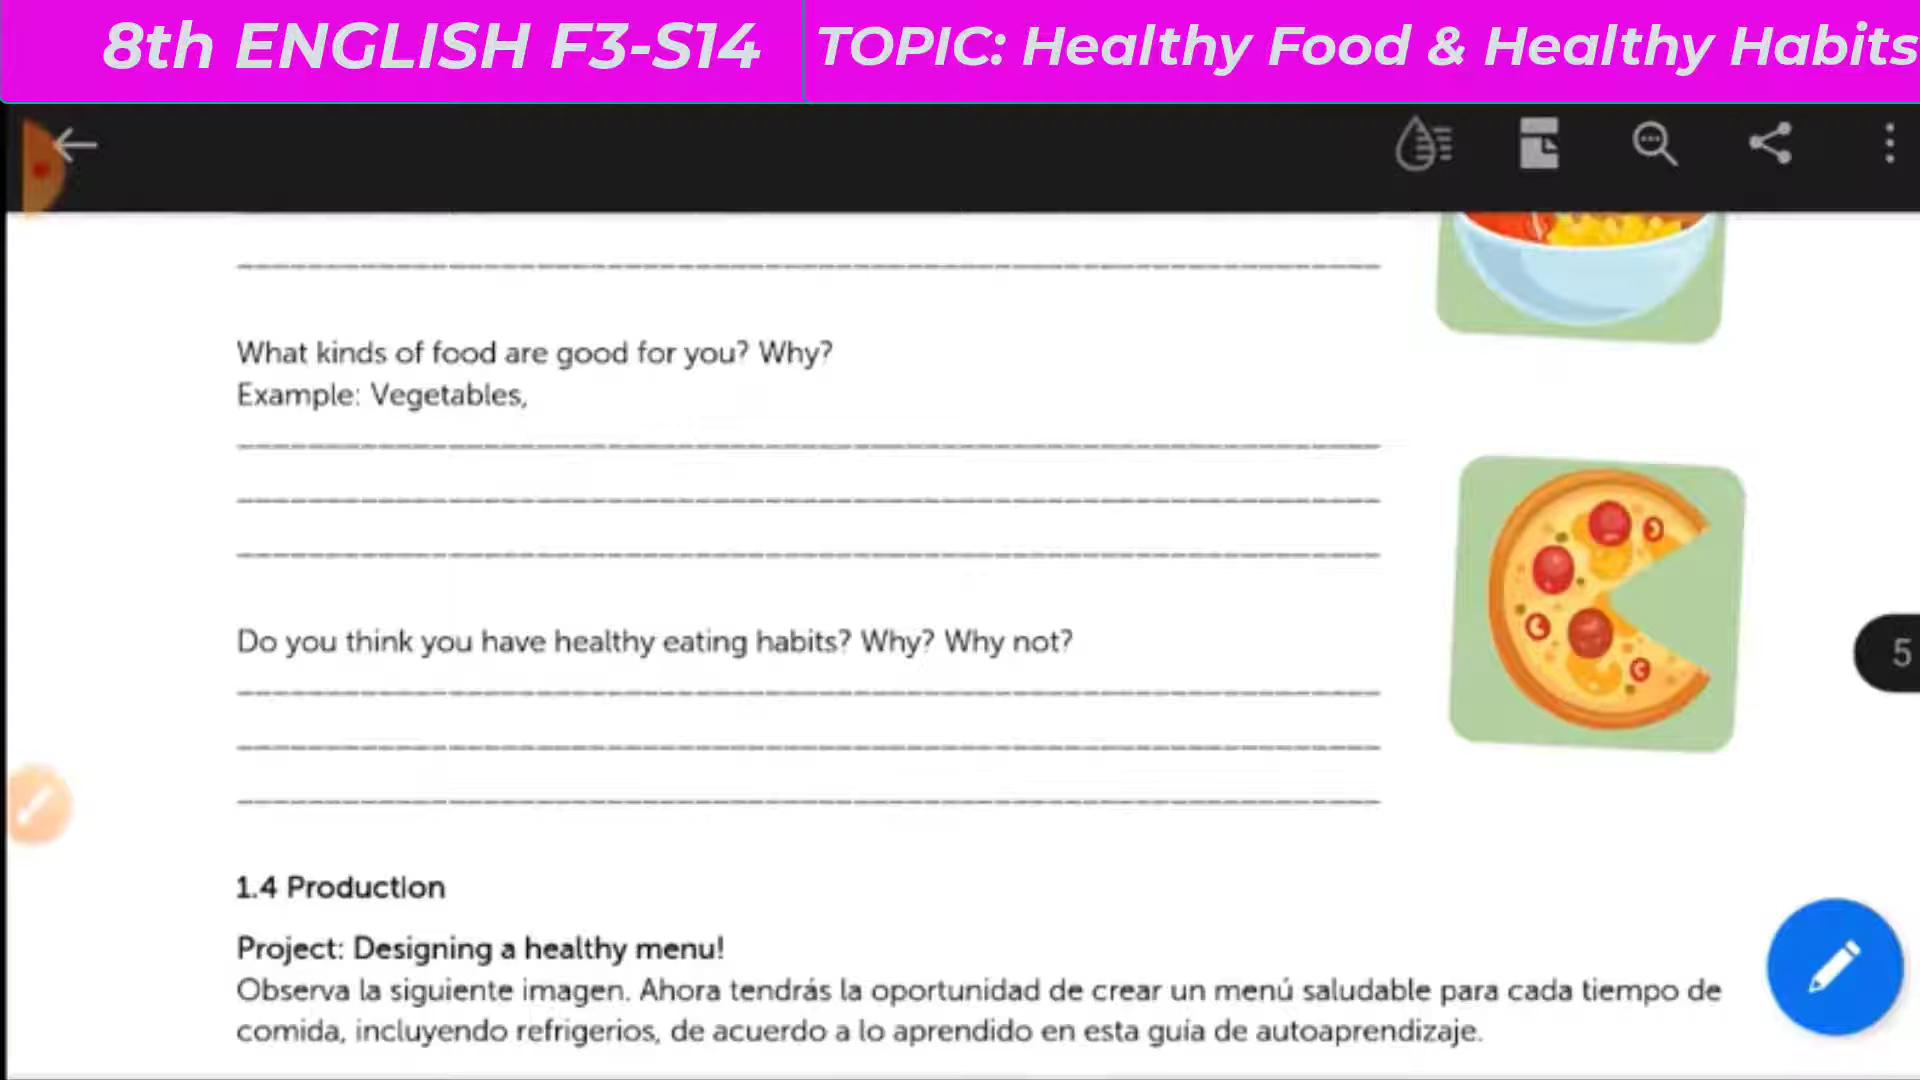 8th ENGLISH F3-S14 TOPIC: Healthy Food & Healthy Habits
What kinds of food are good for you? Why?
Example: Vegetables,
Do you think you have healthy eating habits? Why? Why not?
5
1.4 Production
Project: Designing a healthy menu!
Observa la siguiente imagen. Ahora tendrás la oportunidad de crear un menú saludable para cada tiempo de
comida, incluyendo refrigerios, de acuerdo a lo aprendido en esta guía de autoaprendizaje.